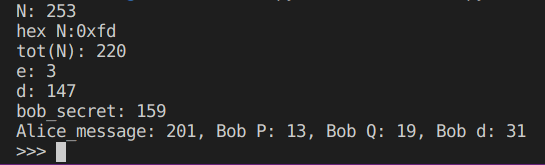 N: 253
hex N:0xfd
tot(N): 220
e: 3
d: 147
bob_secret: 159
Alice_message: 201, Bob P: 13, Bob Q: 19, Bob d: 31
>>>